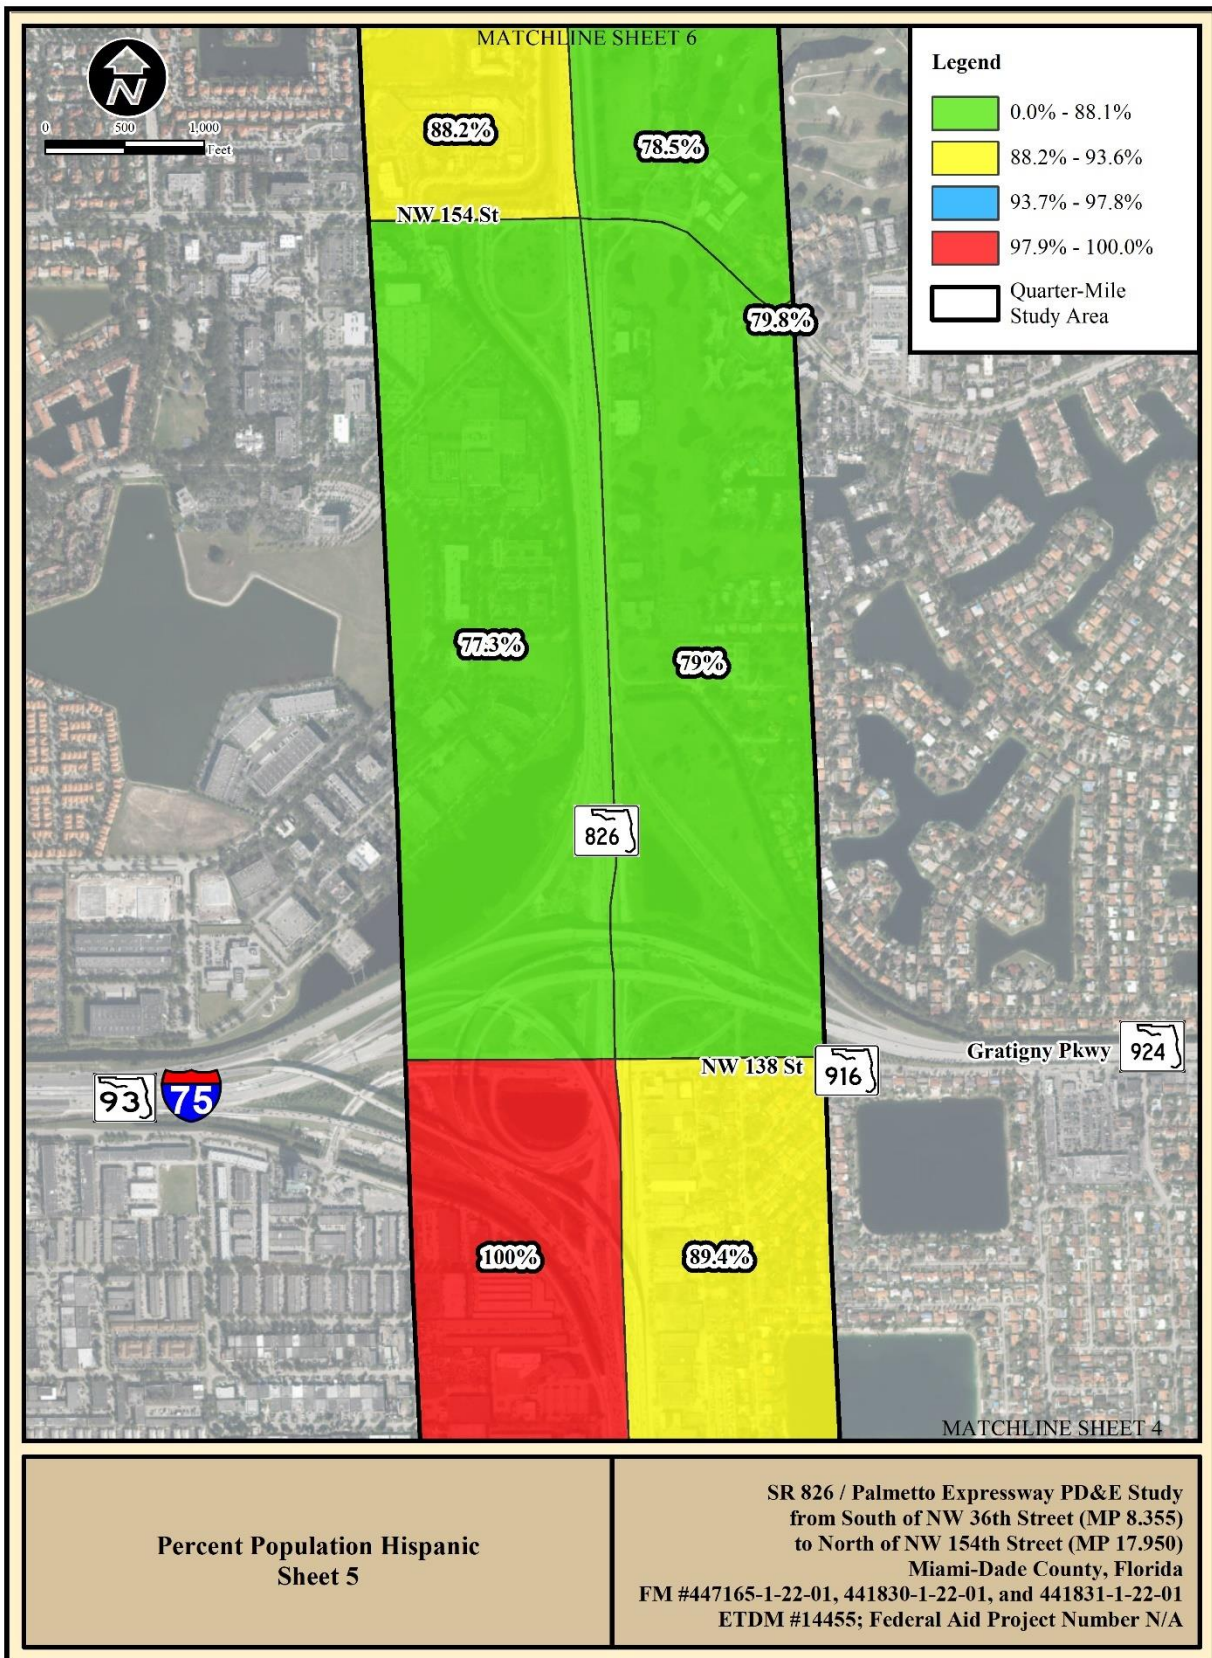 MATCHLINE SHEET 6
N
0 500 1,000
Feet
Legend
0.0% - 88.1%
88.2% - 93.6%
93.7% - 97.8%
97.9% - 100.0%
Quarter-Mile
Study Area
88.2%
78.5%
NW 154 St
79.8%
77.3%
79%
826
NW 138 St
916
Gratigny Pkwy
924
93
75
100%
89.4%
MATCHLINE SHEET 4
Percent Population Hispanic
Sheet 5
SR 826 / Palmetto Expressway PD&E Study
from South of NW 36th Street (MP 8.355)
to North of NW 154th Street (MP 17.950)
Miami-Dade County, Florida
FM #447165-1-22-01, 441830-1-22-01, and 441831-1-22-01
ETDM #14455; Federal Aid Project Number N/A